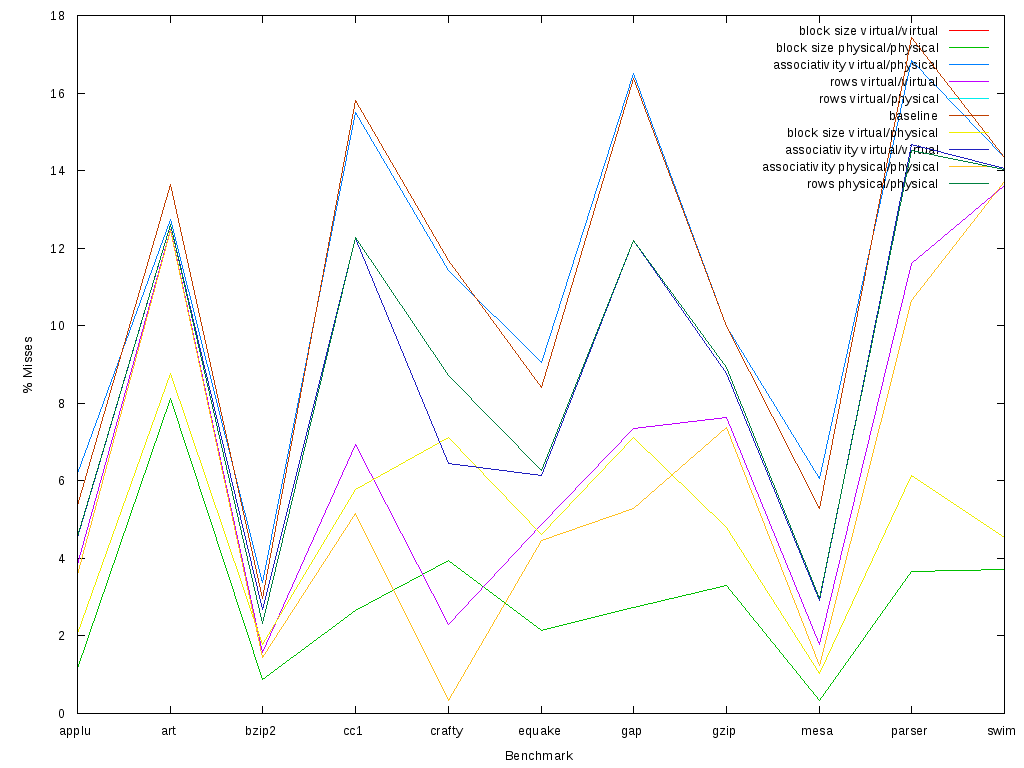 18
16
14
12
10
8
6
4
2
0
% Misses
block size virtual/virtual
block size physical/physical
associativity virtual/physical
rows virtual/virtual
rows virtual/physical
baseline
block size virtual/physical
associativity virtual/virtual
associativity physical/physical
rows physical/physical
applu art bzip2 cc1 crafty equake gap gzip mesa parser swim
Benchmark